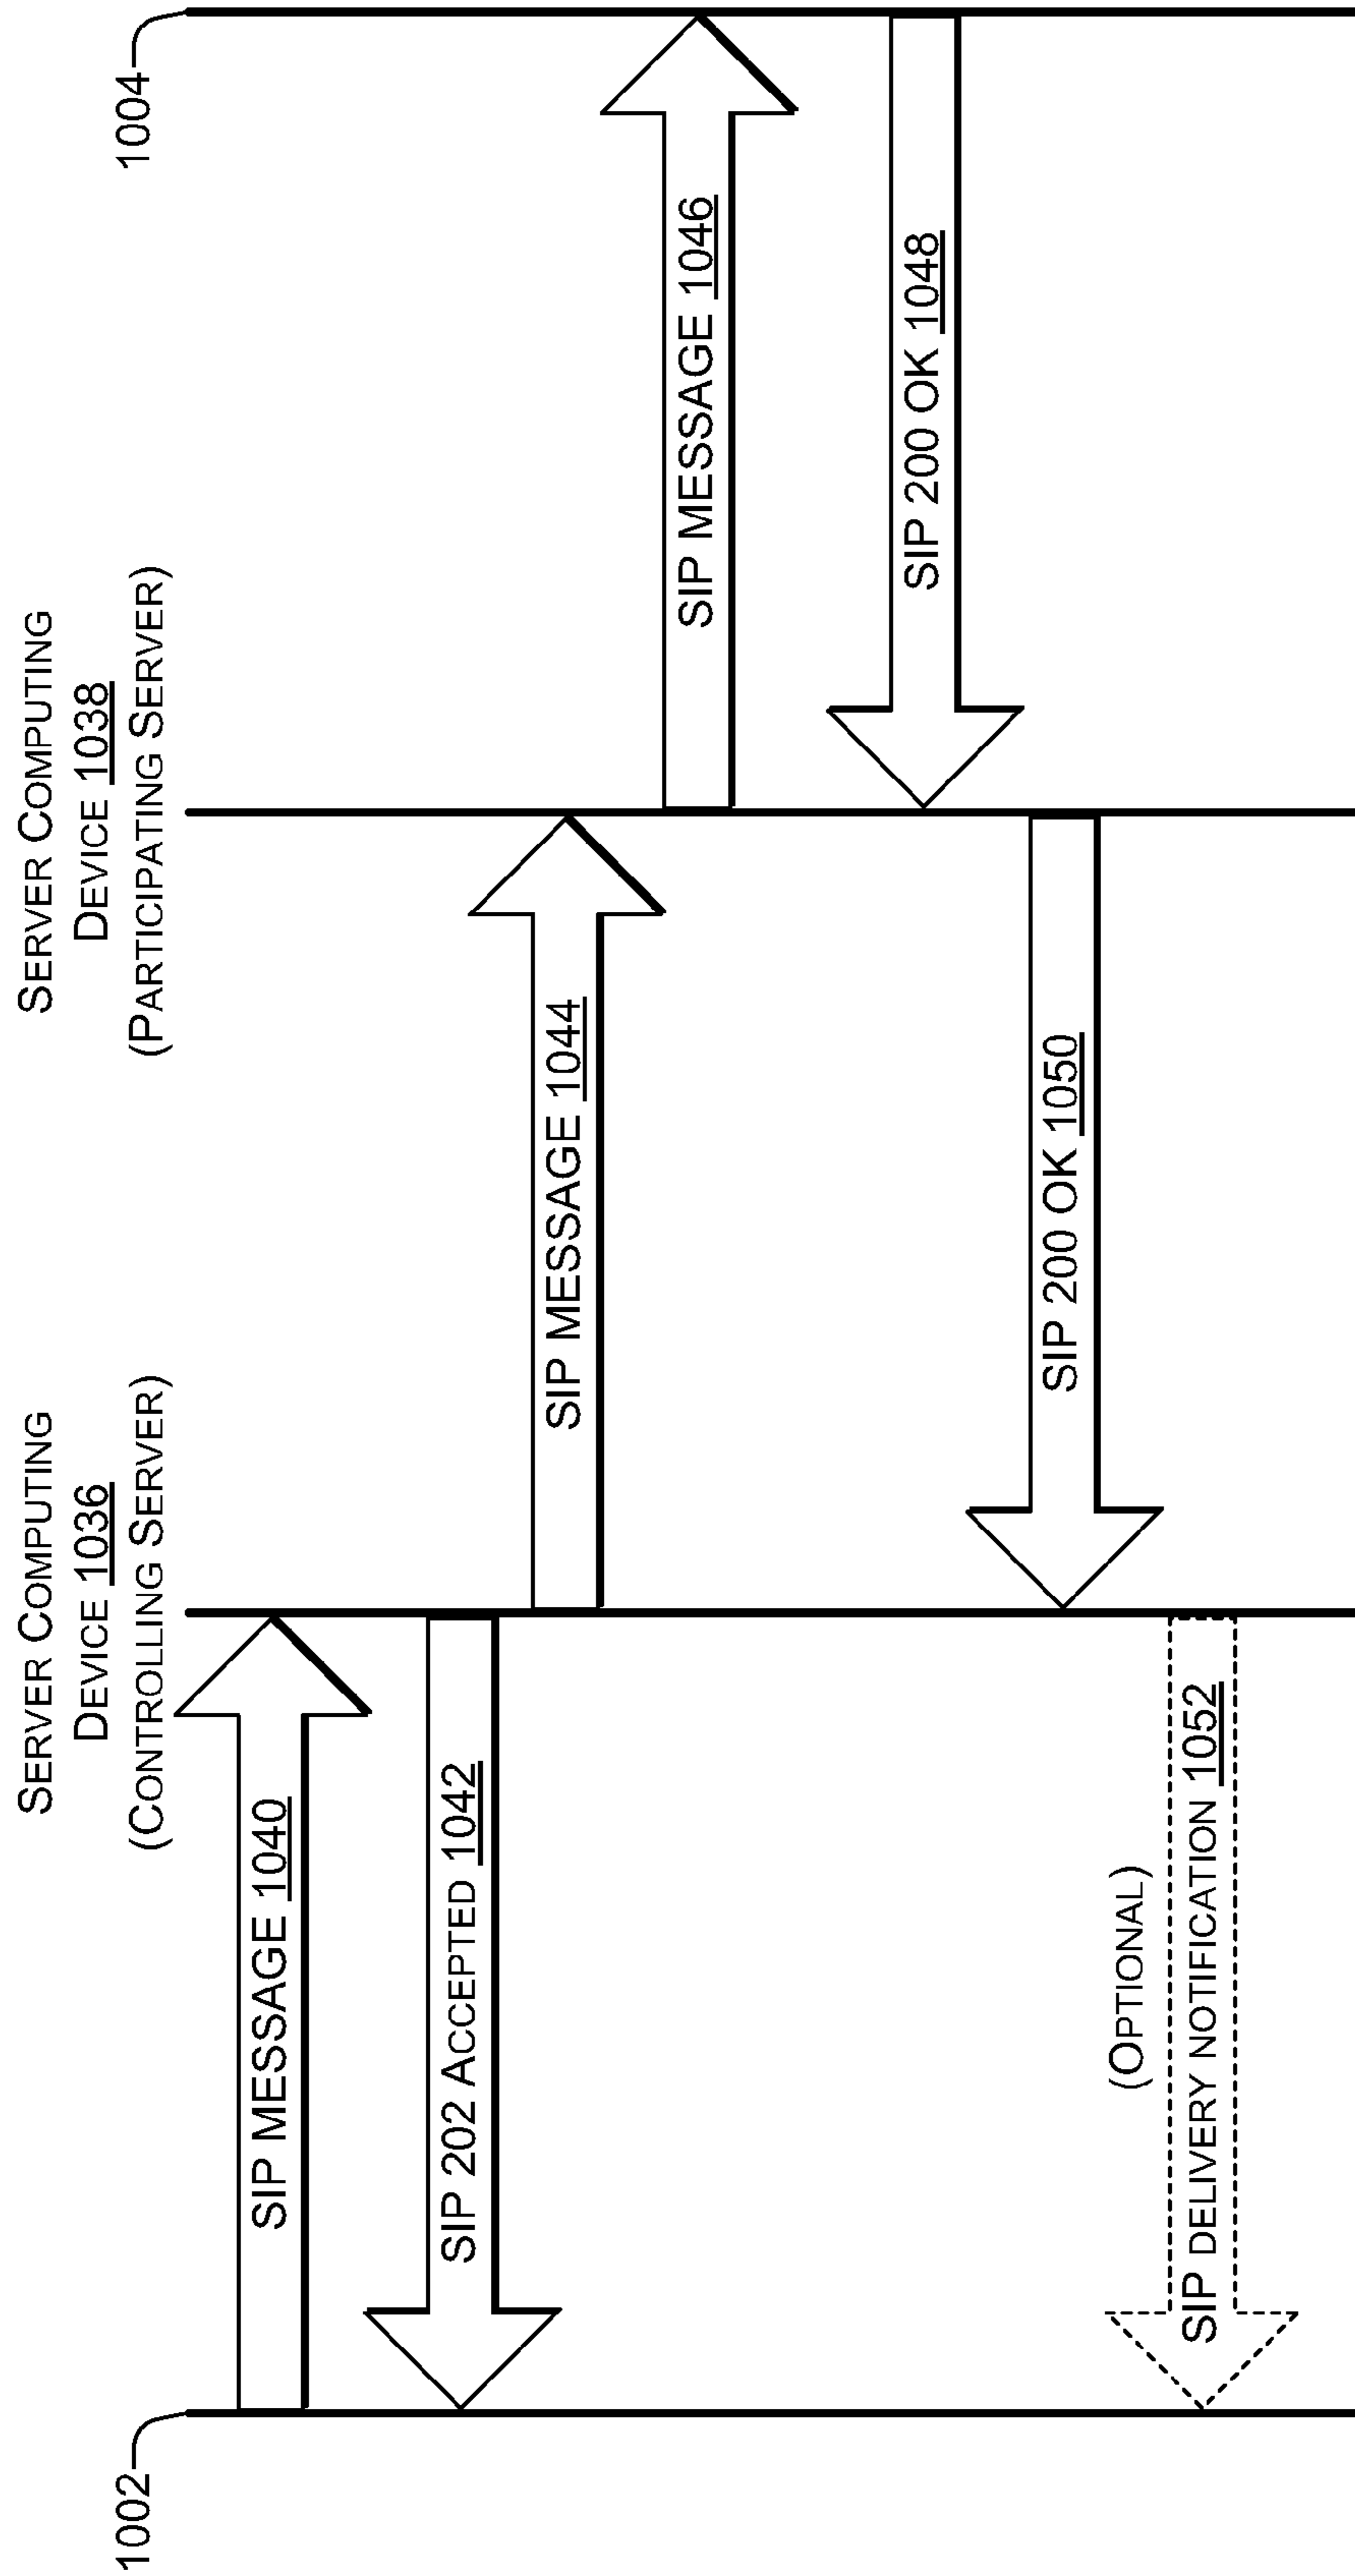 1002
SERVER COMPUTING
DEVICE 1036
(CONTROLLING SERVER)
SERVER COMPUTING
DEVICE 1038
(PARTICIPATING SERVER)
1004
SIP MESSAGE 1040
SIP 202 ACCEPTED 1042
SIP MESSAGE 1044
SIP MESSAGE 1046
SIP 200 OK 1048
SIP 200 OK 1050
(OPTIONAL)
SIP DELIVERY NOTIFICATION 1052